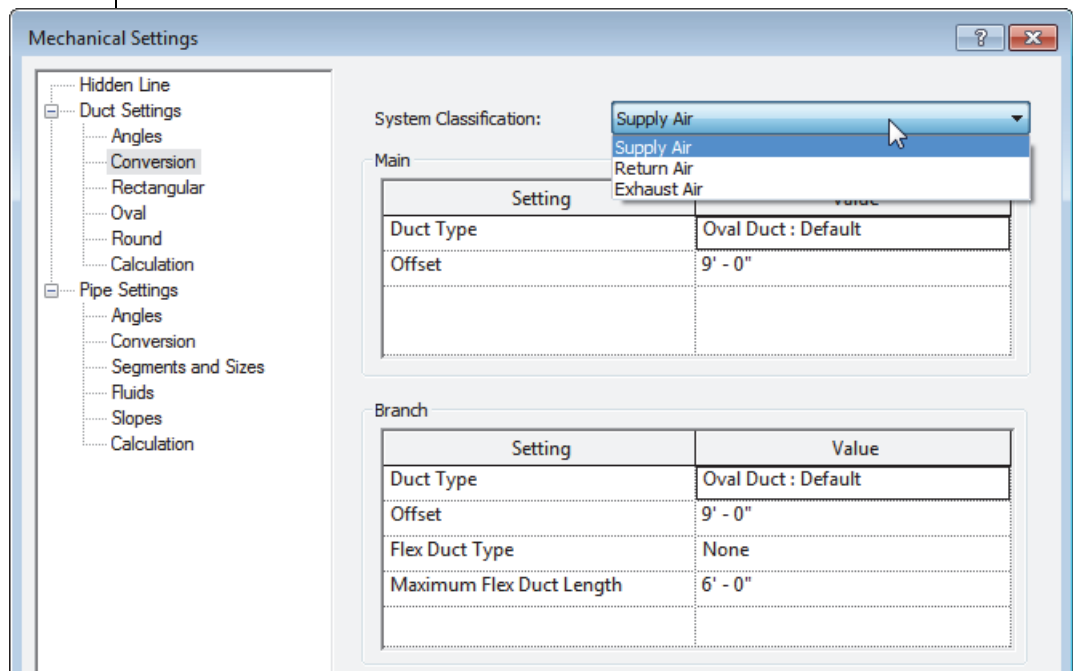 Mechanical Settings
Hidden Line
Duct Settings
Angles
Conversion
Rectangular
Oval
Round
Calculation
Pipe Settings
Angles
Conversion
Segments and Sizes
Fluids
Slopes
Calculation
System Classification: Supply Air
Supply Air
Return Air
Exhaust Air
Main
Setting Value
Duct Type Oval Duct : Default
Offset 9' - 0"
Branch
Setting Value
Duct Type Oval Duct : Default
Offset 9' - 0"
Flex Duct Type None
Maximum Flex Duct Length 6' - 0"